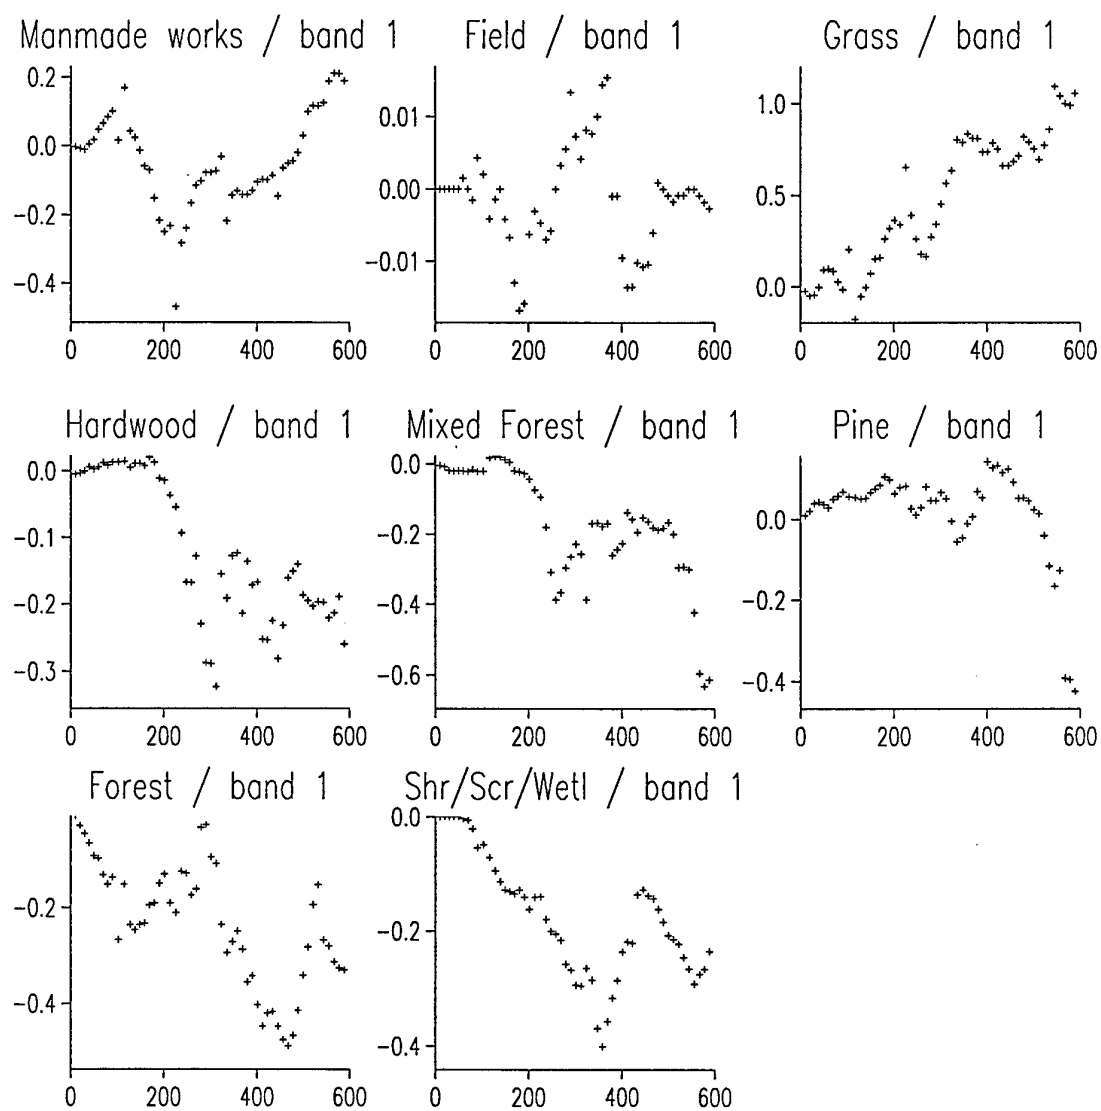 Manmade works / band 1
0.2
0.0
−0.2
−0.4
0 200 400 600
Field / band 1
0.01
0.00
−0.01
0 200 400 600
Grass / band 1
1.0
0.5
0.0
0 200 400 600
Hardwood / band 1
0.0
−0.1
−0.2
−0.3
0 200 400 600
Mixed Forest / band 1
0.0
−0.2
−0.4
−0.6
0 200 400 600
Pine / band 1
0.0
−0.2
−0.4
0 200 400 600
Forest / band 1
−0.2
−0.4
0 200 400 600
Shr/Scr/Wetl / band 1
0.0
−0.2
−0.4
0 200 400 600